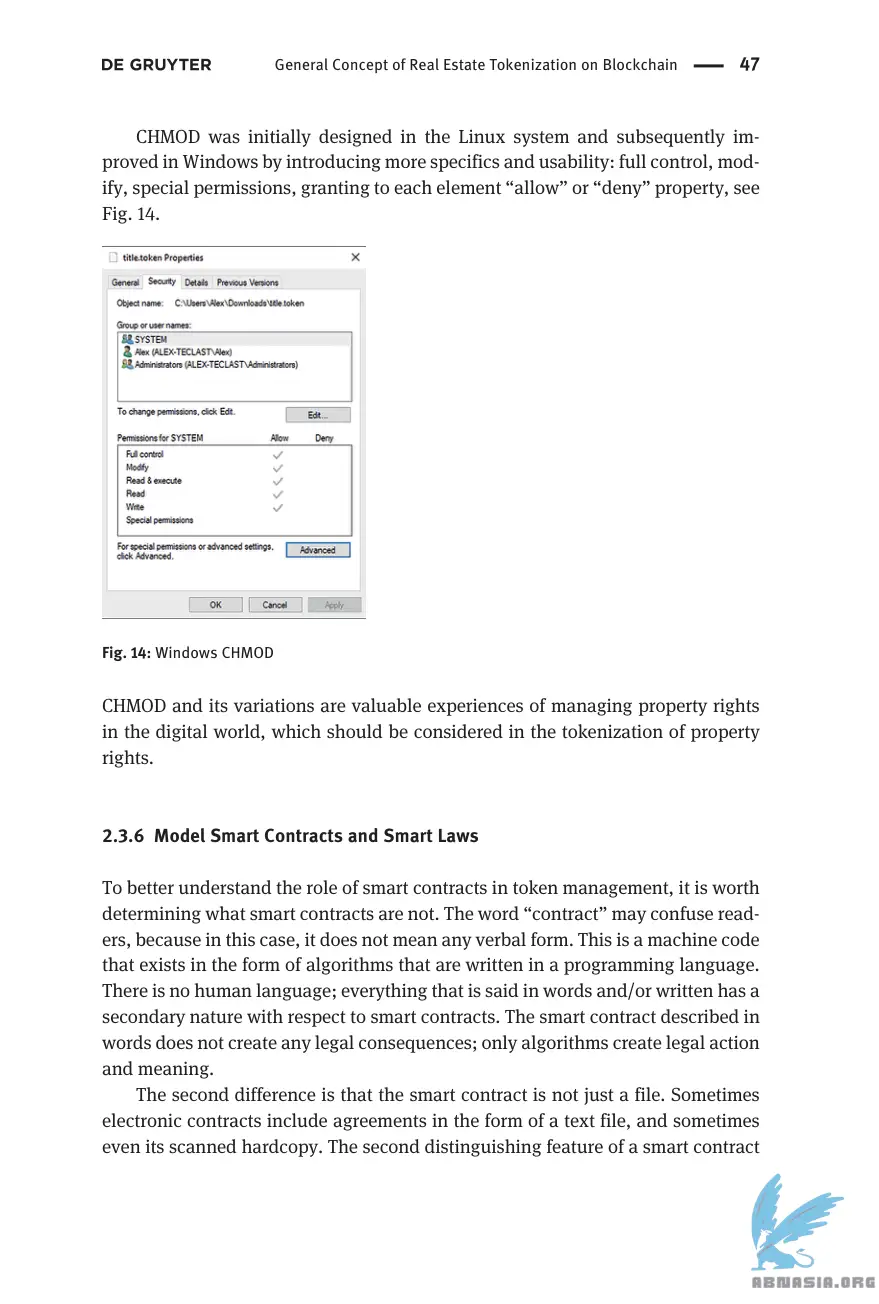 DE GRUYTER General Concept of Real Estate Tokenization on Blockchain 47
CHMOD was initially designed in the Linux system and subsequently im-
proved in Windows by introducing more specifics and usability: full control, mod-
ify, special permissions, granting to each element “allow” or “deny” property, see
Fig. 14.
title.token Properties
General Security Details Previous Versions
Object name: C:\Users\Alex\Downloads\title.token
Group or user names:
SYSTEM
Alex (ALEX-TECLAST\Alex)
Administrators (ALEX-TECLAST\Administrators)
To change permissions, click Edit. Edit...
Permissions for SYSTEM Allow Deny
Full control
Modify
Read & execute
Read
Write
Special permissions
For special permissions or advanced settings, Advanced
click Advanced.
OK Cancel Apply
Fig. 14: Windows CHMOD
CHMOD and its variations are valuable experiences of managing property rights
in the digital world, which should be considered in the tokenization of property
rights.
2.3.6 Model Smart Contracts and Smart Laws
To better understand the role of smart contracts in token management, it is worth
determining what smart contracts are not. The word “contract” may confuse read-
ers, because in this case, it does not mean any verbal form. This is a machine code
that exists in the form of algorithms that are written in a programming language.
There is no human language; everything that is said in words and/or written has a
secondary nature with respect to smart contracts. The smart contract described in
words does not create any legal consequences; only algorithms create legal action
and meaning.
The second difference is that the smart contract is not just a file. Sometimes
electronic contracts include agreements in the form of a text file, and sometimes
even its scanned hardcopy. The second distinguishing feature of a smart contract
ABNASIA.ORG